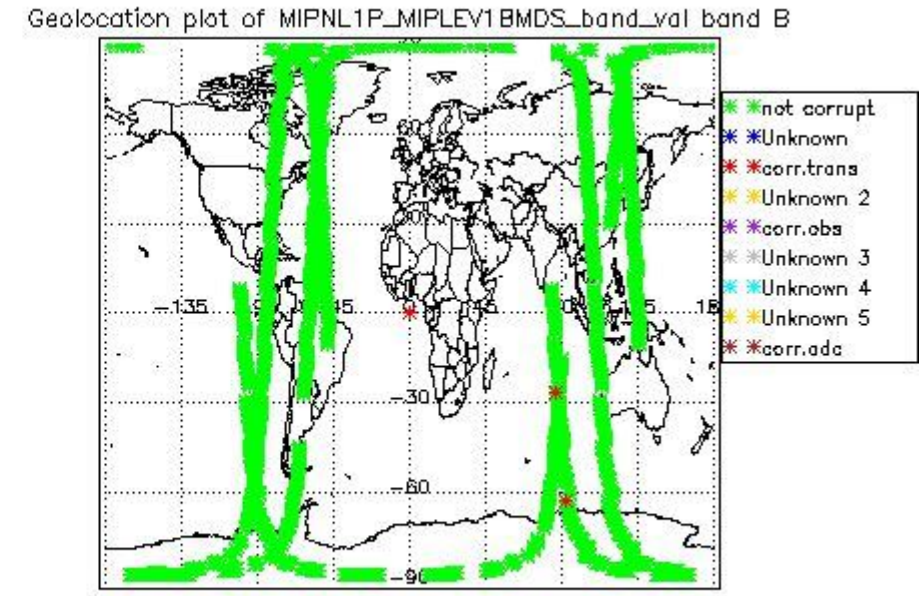 Geolocation plot of MIPNL1P_MIPLEV1BMDS_band_val band B
not corrupt
Unknown
corr.trans
Unknown 2
corr.obs
Unknown 3
Unknown 4
Unknown 5
corr.adc
60
-135
45
-30
-60
-90